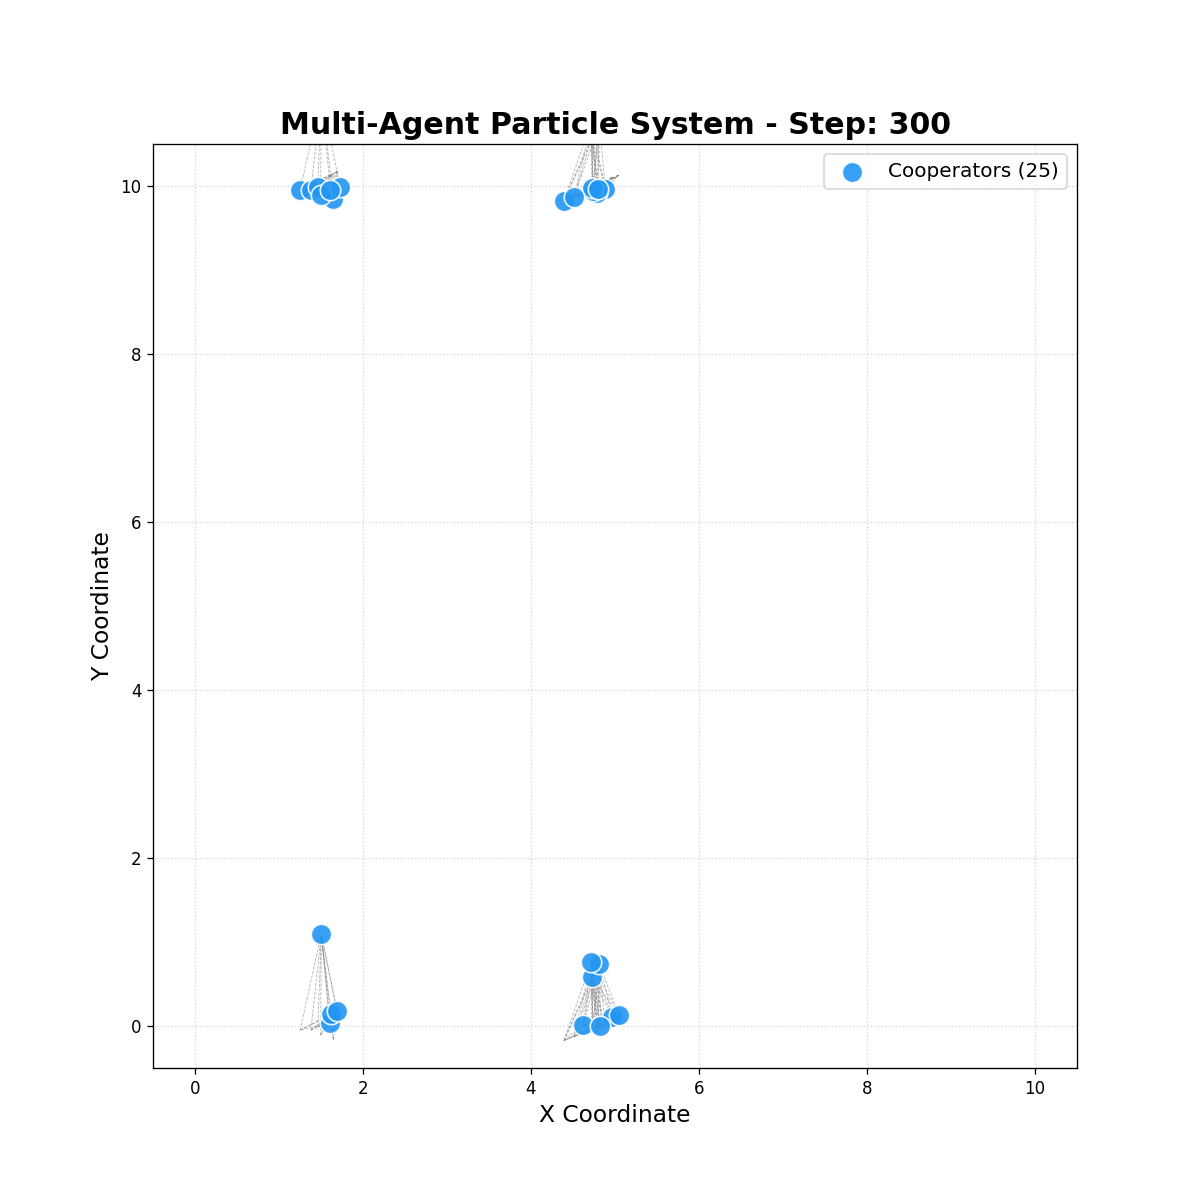 Multi-Agent Particle System - Step: 300
Cooperators (25)
10
8
6
4
2
0
Y Coordinate
0 2 4 6 8 10
X Coordinate